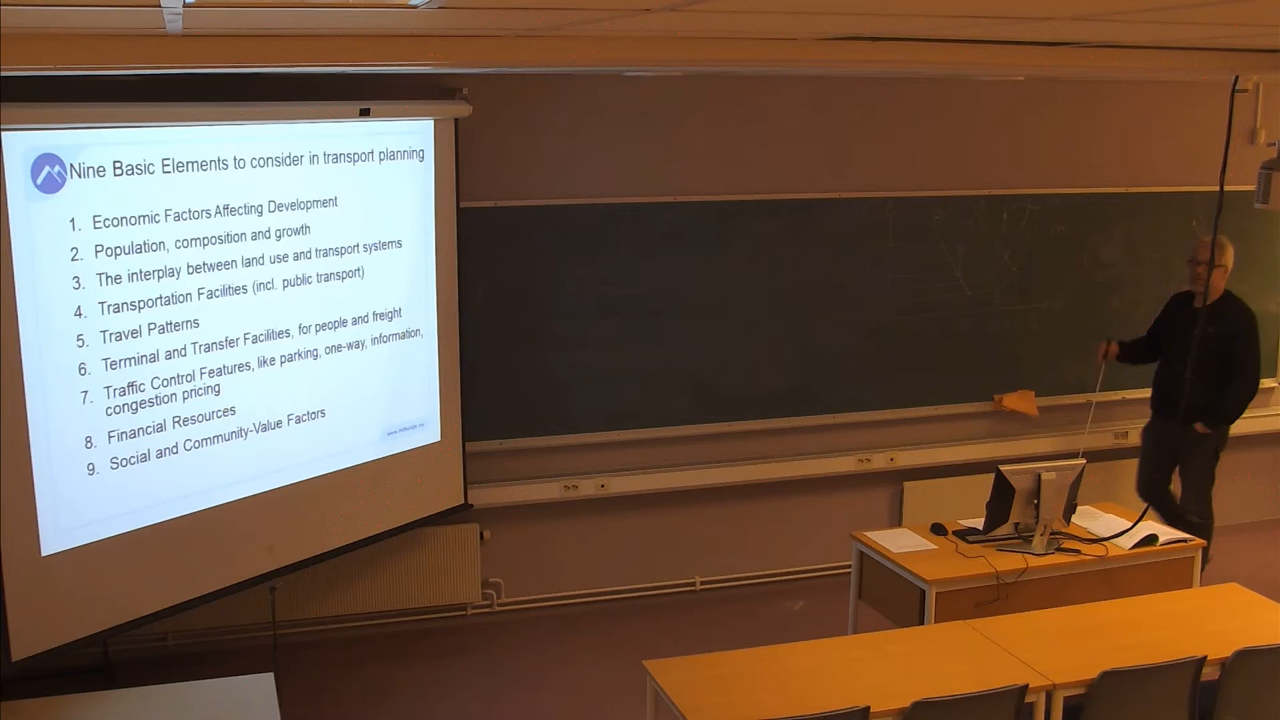 Nine Basic Elements to consider in transport planning
1. Economic Factors Affecting Development
2. Population, composition and growth
3. The interplay between land use and transport systems
4. Transportation Facilities (incl. public transport)
5. Travel Patterns
6. Terminal and Transfer Facilities, for people and freight
7. Traffic Control Features, like parking, one-way, information,
congestion pricing
8. Financial Resources
9. Social and Community-Value Factors